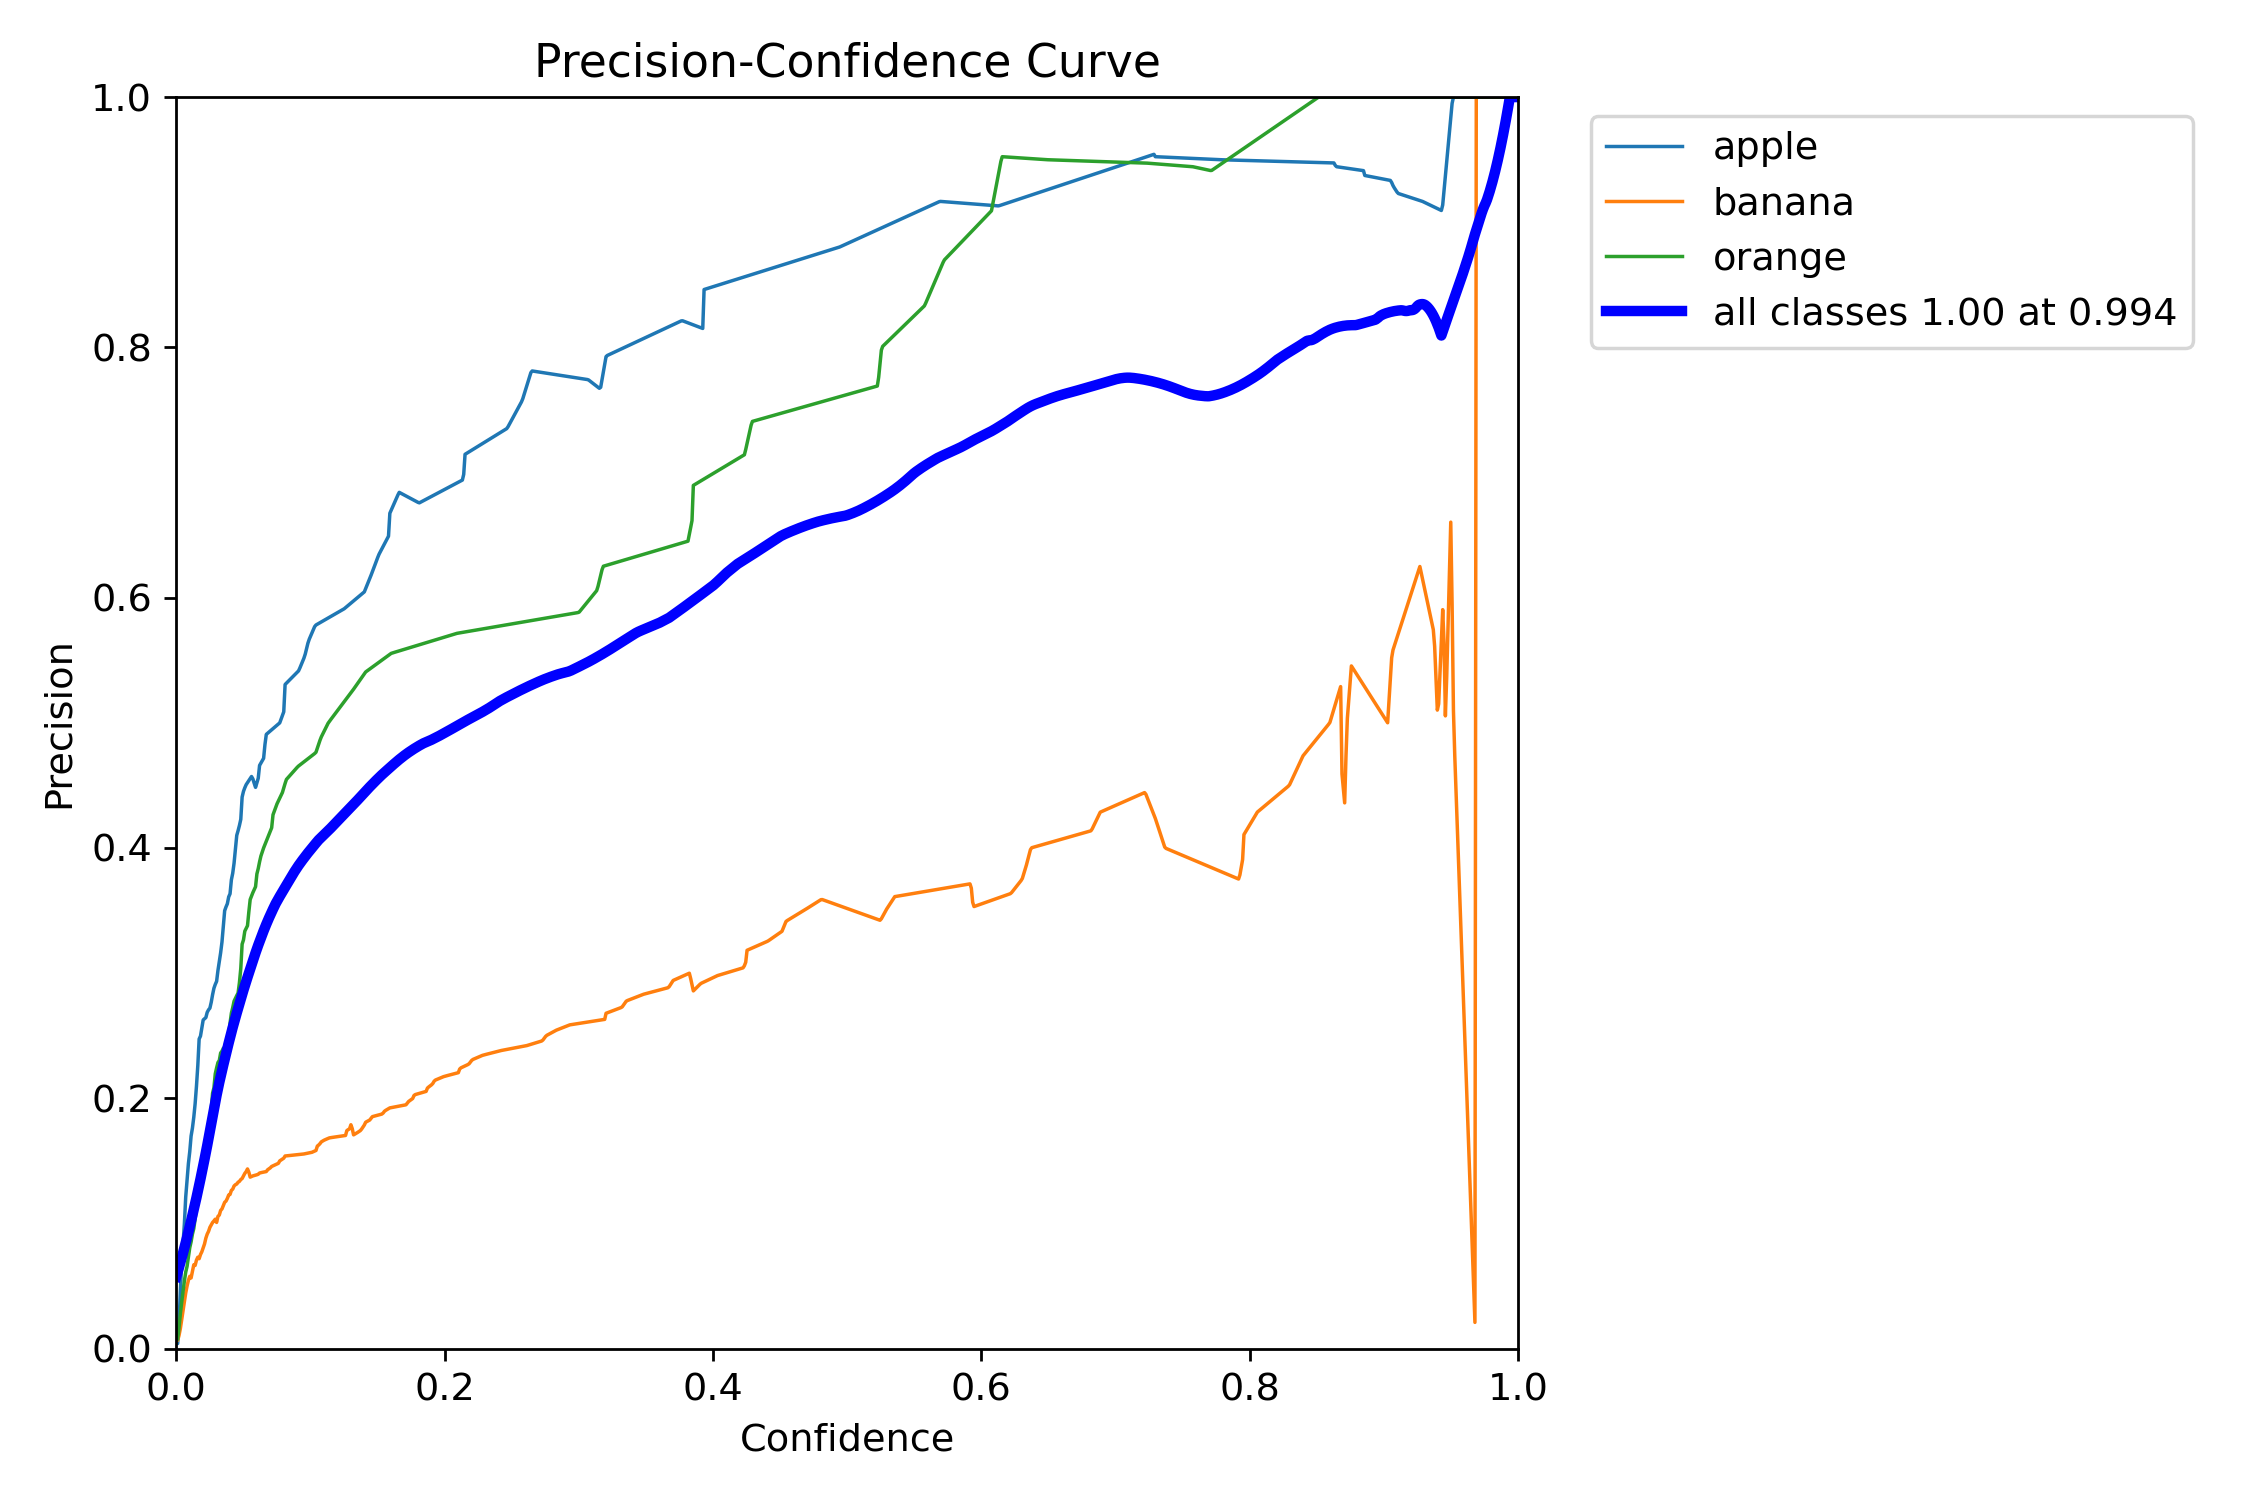 Precision-Confidence Curve
1.0
0.8
0.6
0.4
0.2
0.0
Precision
0.0 0.2 0.4 0.6 0.8 1.0
Confidence
apple
banana
orange
all classes 1.00 at 0.994